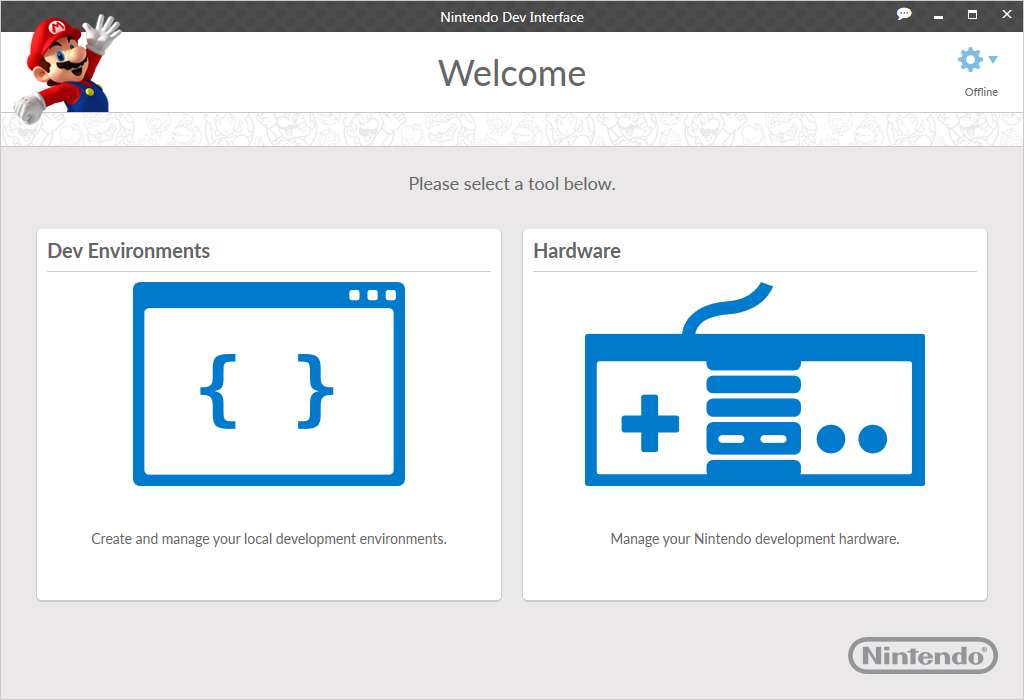 Nintendo Dev Interface
Welcome
Offline
Please select a tool below.
Dev Environments
Hardware
{ }
Create and manage your local development environments.
Manage your Nintendo development hardware.
Nintendo®